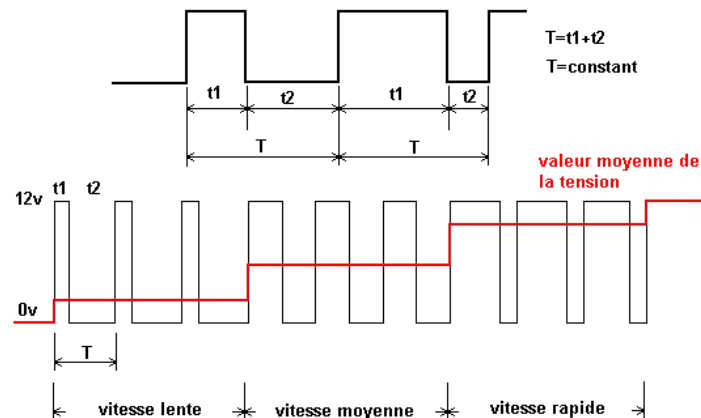 T=t1+t2
T=constant
t1 t2 t1 t2
T T
valeur moyenne de
la tension
t1 t2
12v
0v
T
vitesse lente vitesse moyenne vitesse rapide